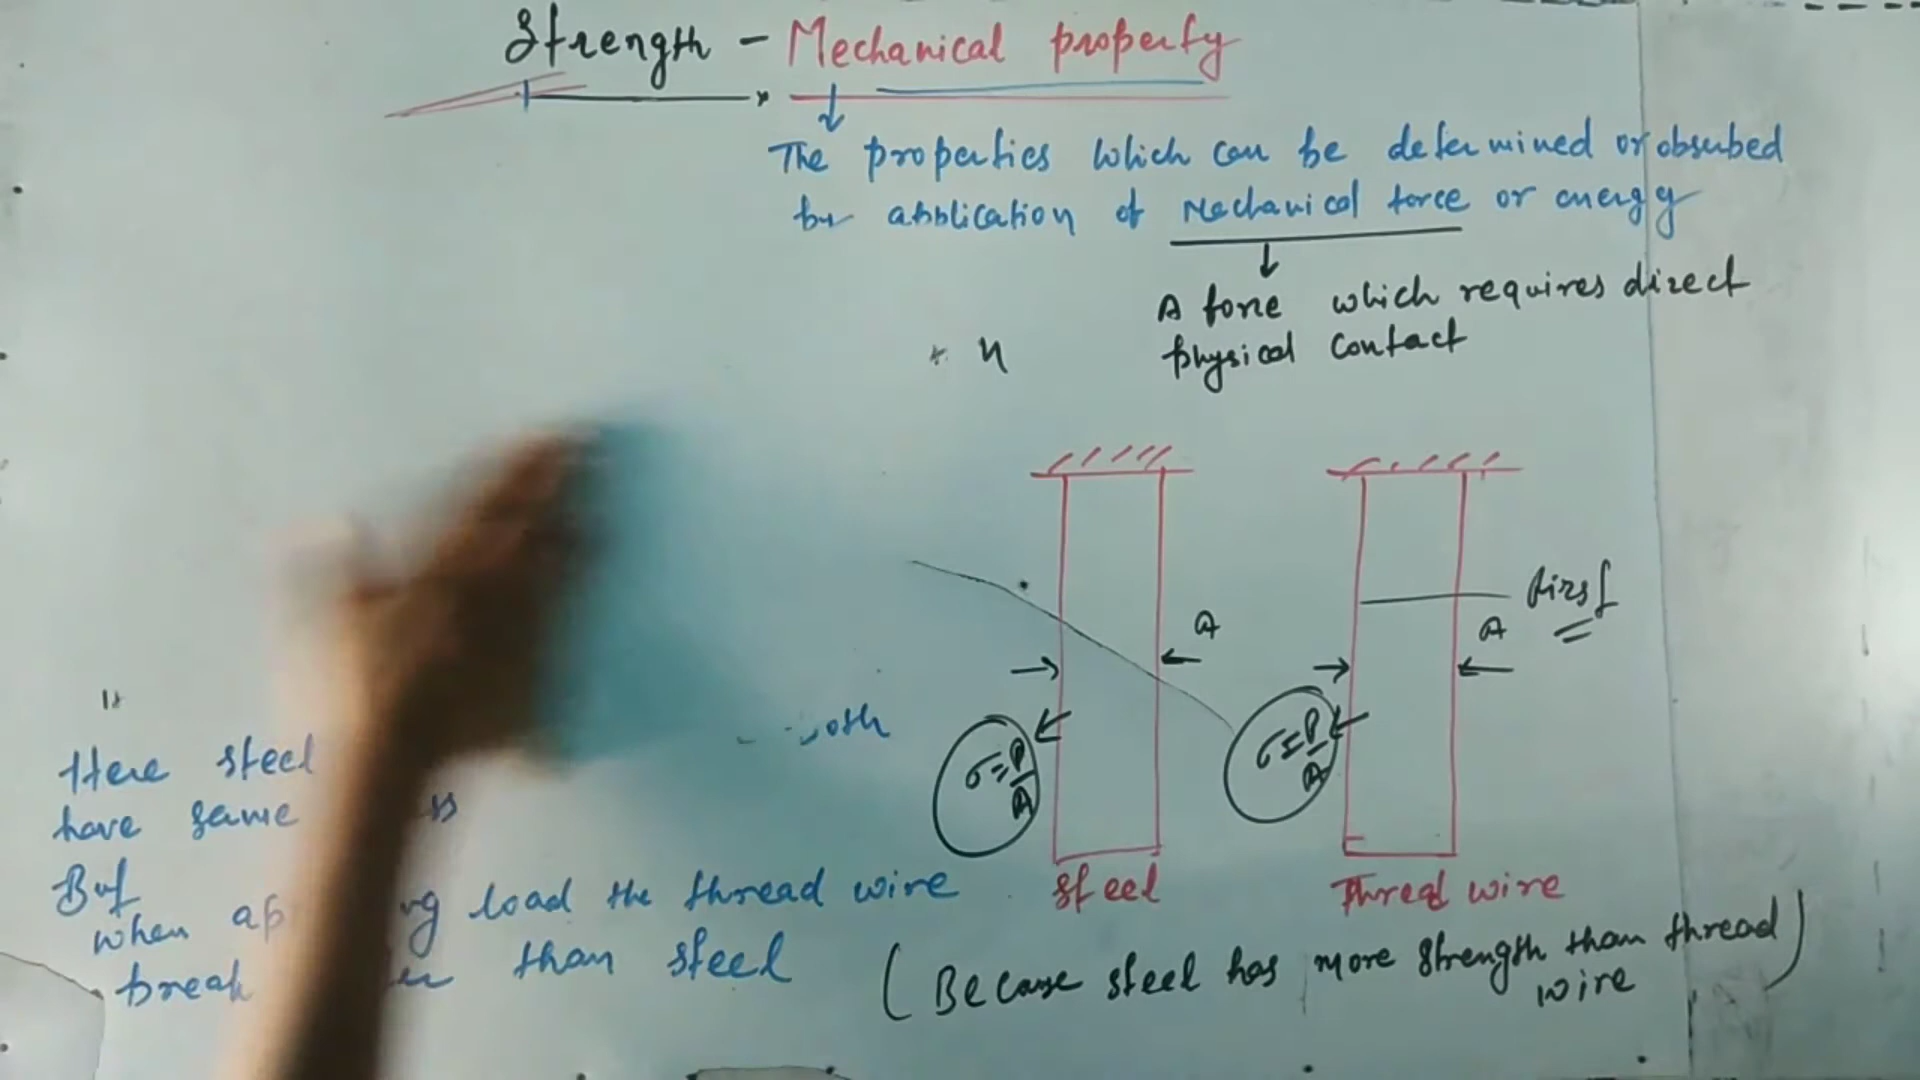 Strength - Mechanical property
The properties which can be determined or obserbed
by application of Mechanical force or energy
A force which requires direct
physical contact
first
A
A
σ = P/A
σ = P/A
Here steel
both
have same
But
when load the thread wire
break than steel
steel
Thread wire
(Because steel has more strength than thread
wire)